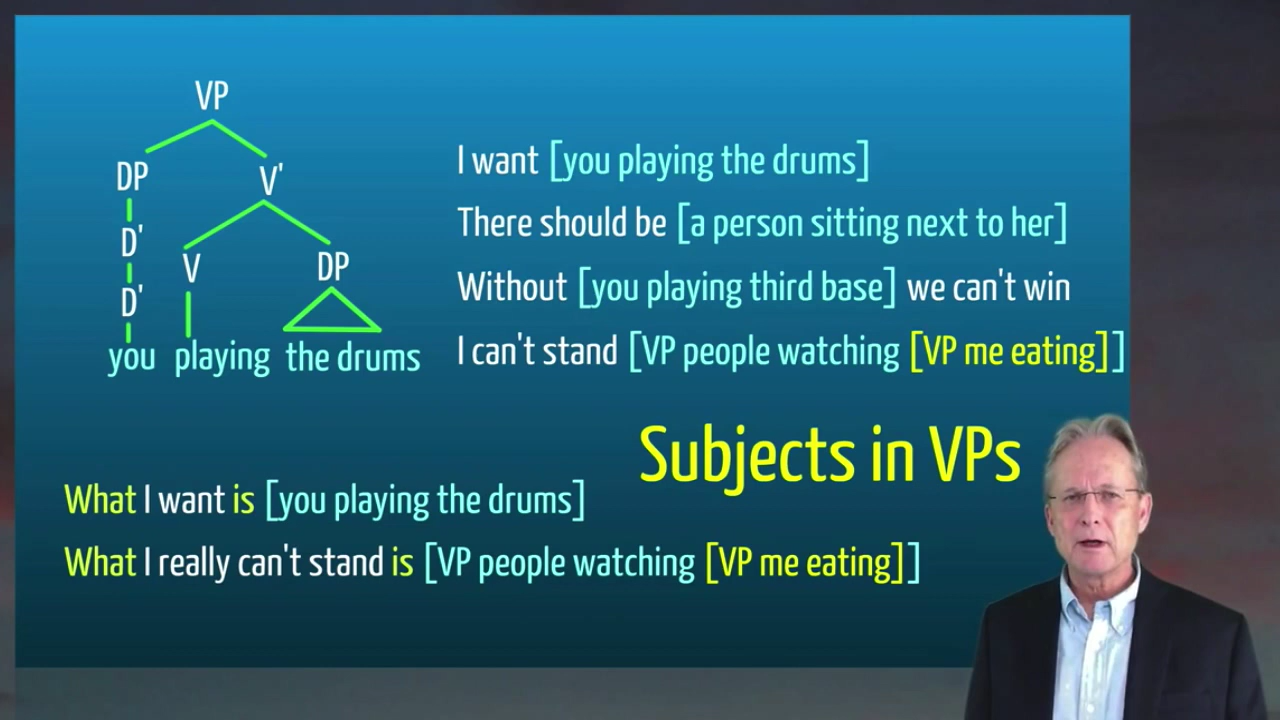 VP
DP V'
D'
V DP
D'
you playing the drums
I want [you playing the drums]
There should be [a person sitting next to her]
Without [you playing third base] we can't win
I can't stand [VP people watching [VP me eating]]
Subjects in VPs
What I want is [you playing the drums]
What I really can't stand is [VP people watching [VP me eating]]